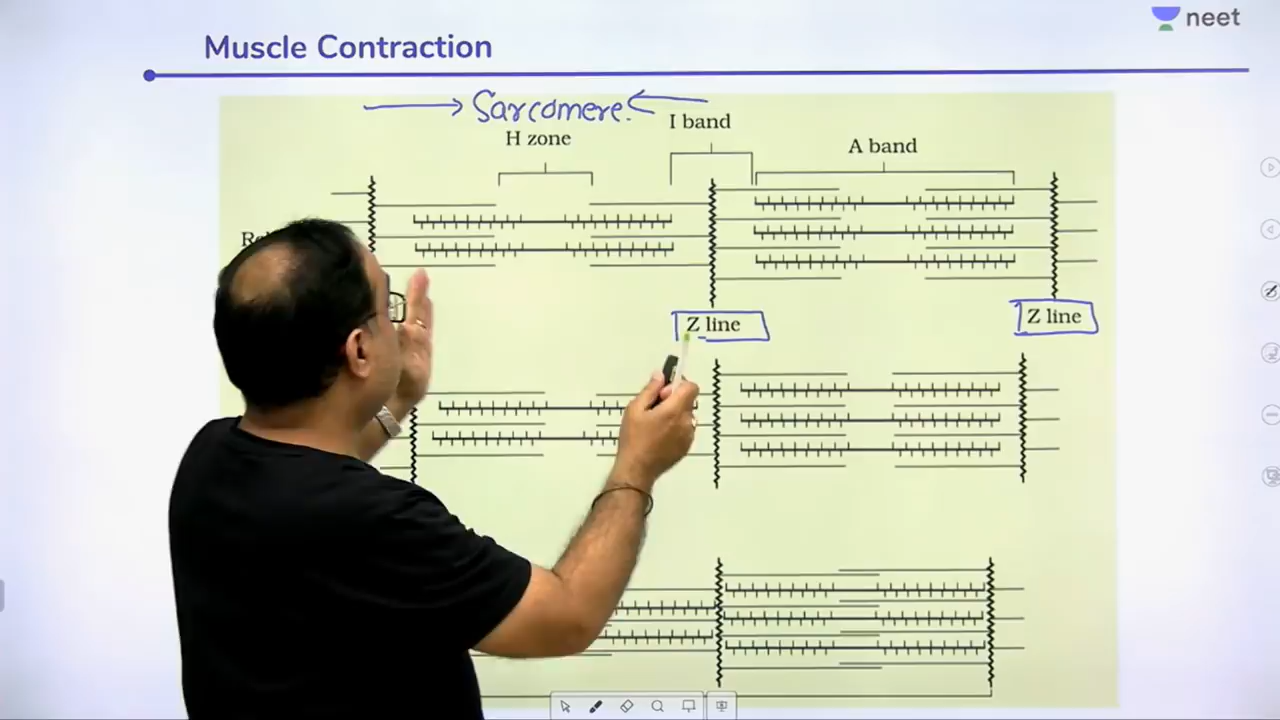 neet
Muscle Contraction
Sarcomere.
I band
H zone
A band
Z line
Z line